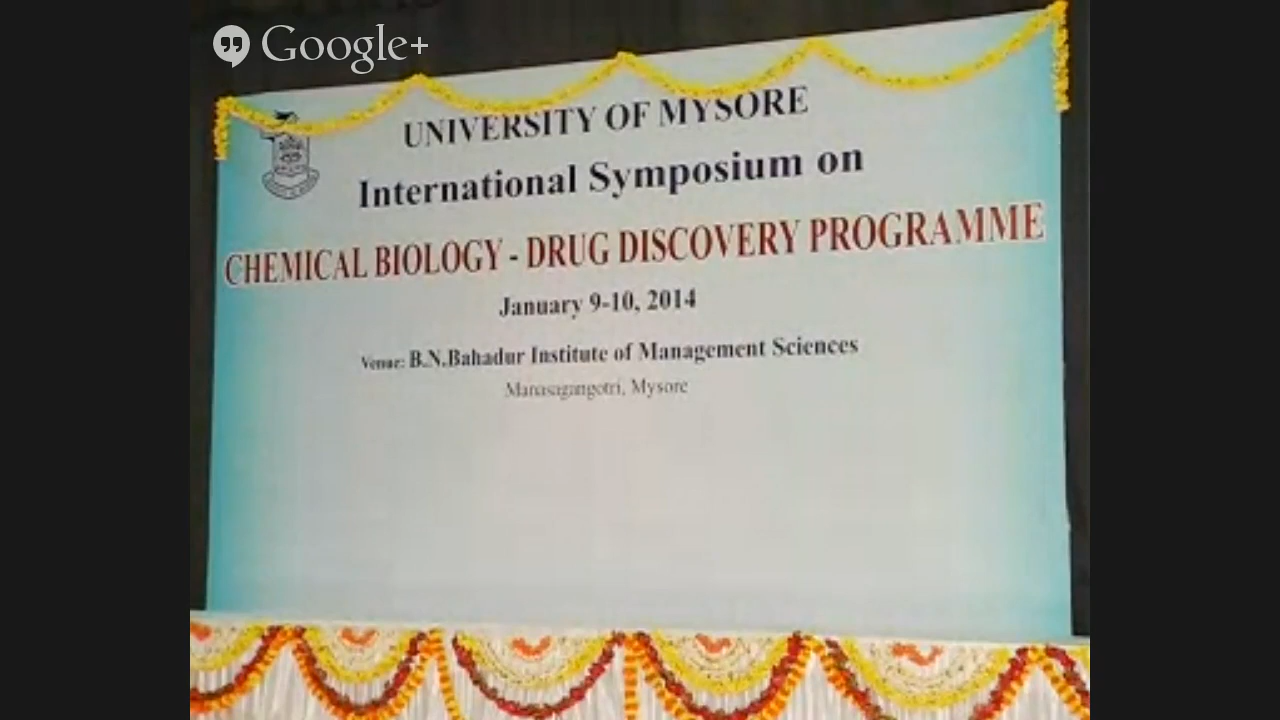 Google+
UNIVERSITY OF MYSORE
International Symposium on
CHEMICAL BIOLOGY - DRUG DISCOVERY PROGRAMME
January 9-10, 2014
Venue: B.N.Bahadur Institute of Management Sciences
Manasagangotri, Mysore